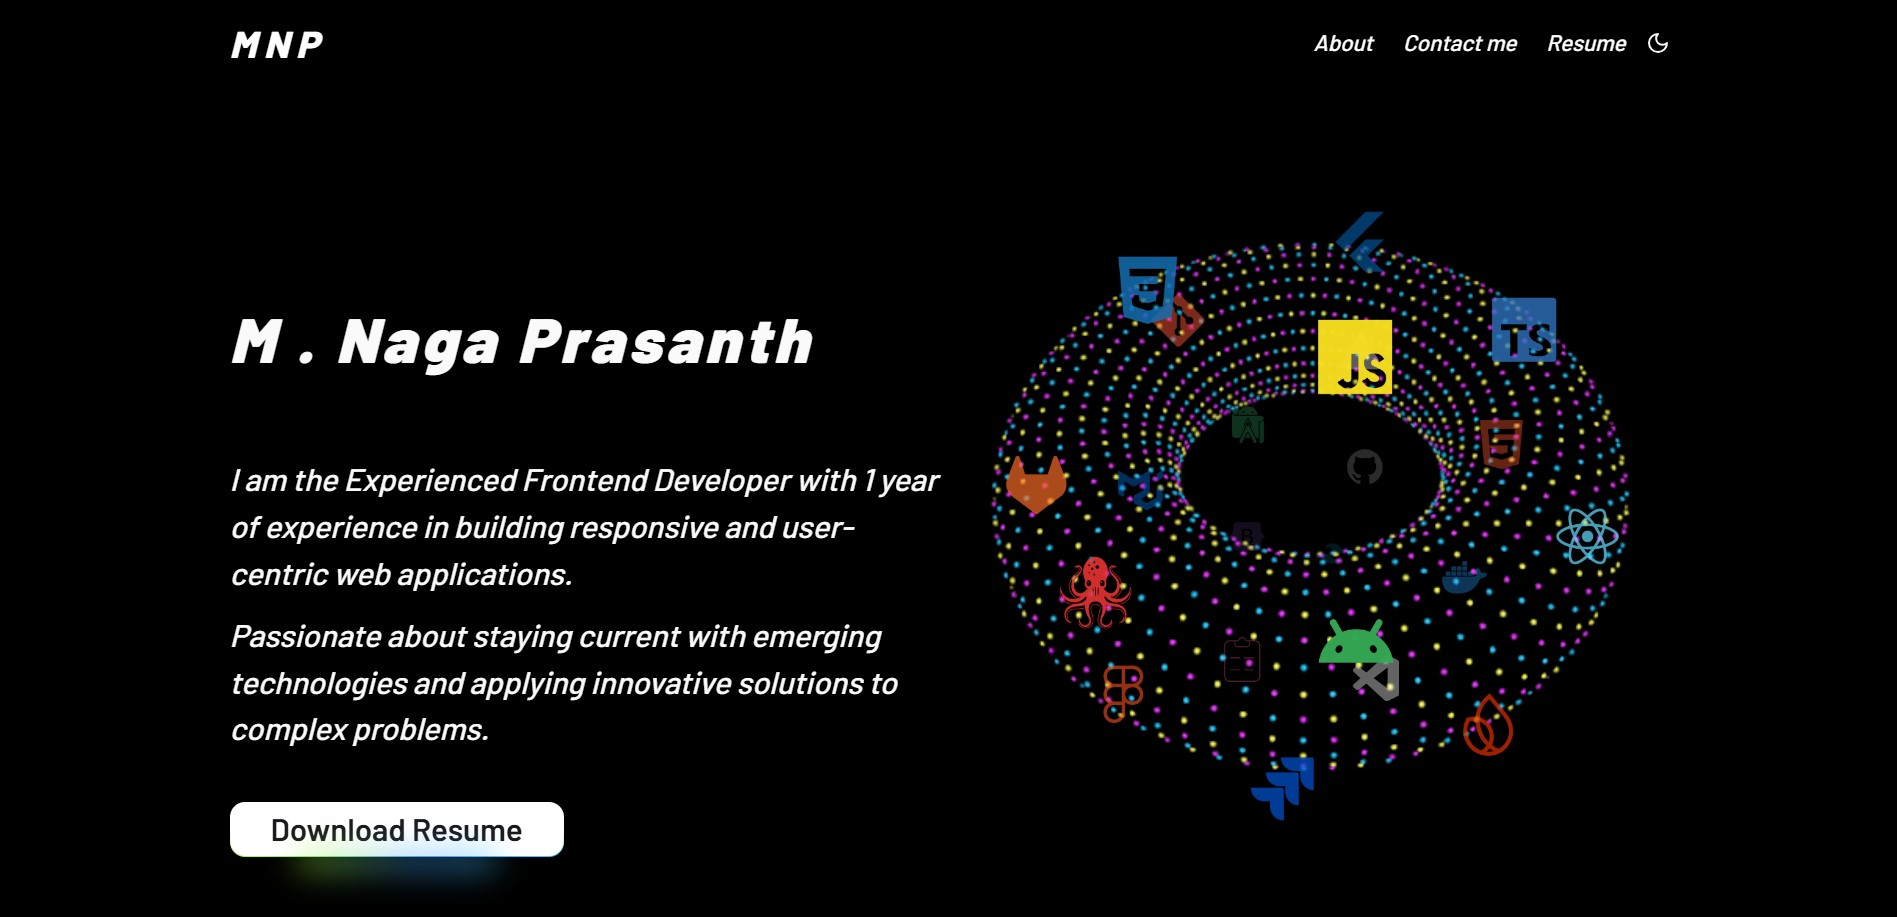 MNP
About Contact me Resume
M . Naga Prasanth
I am the Experienced Frontend Developer with 1 year
of experience in building responsive and user-
centric web applications.
Passionate about staying current with emerging
technologies and applying innovative solutions to
complex problems.
Download Resume
TS
JS
B